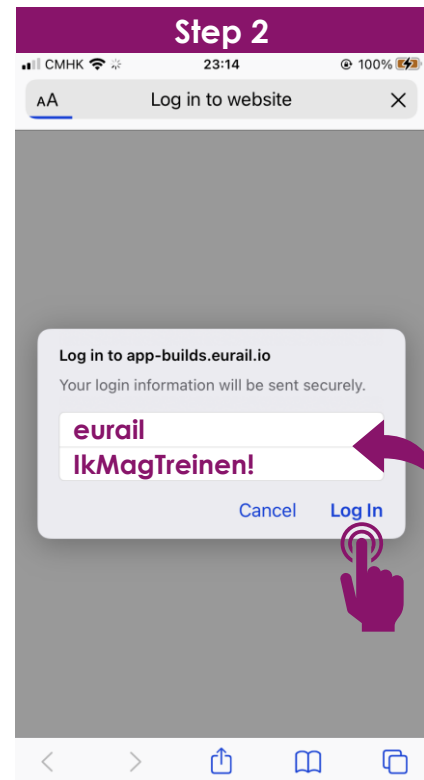 Step 2
CMHK 23:14 100%
AA Log in to website
Log in to app-builds.eurail.io
Your login information will be sent securely.
eurail
IkMagTreinen!
Cancel Log In